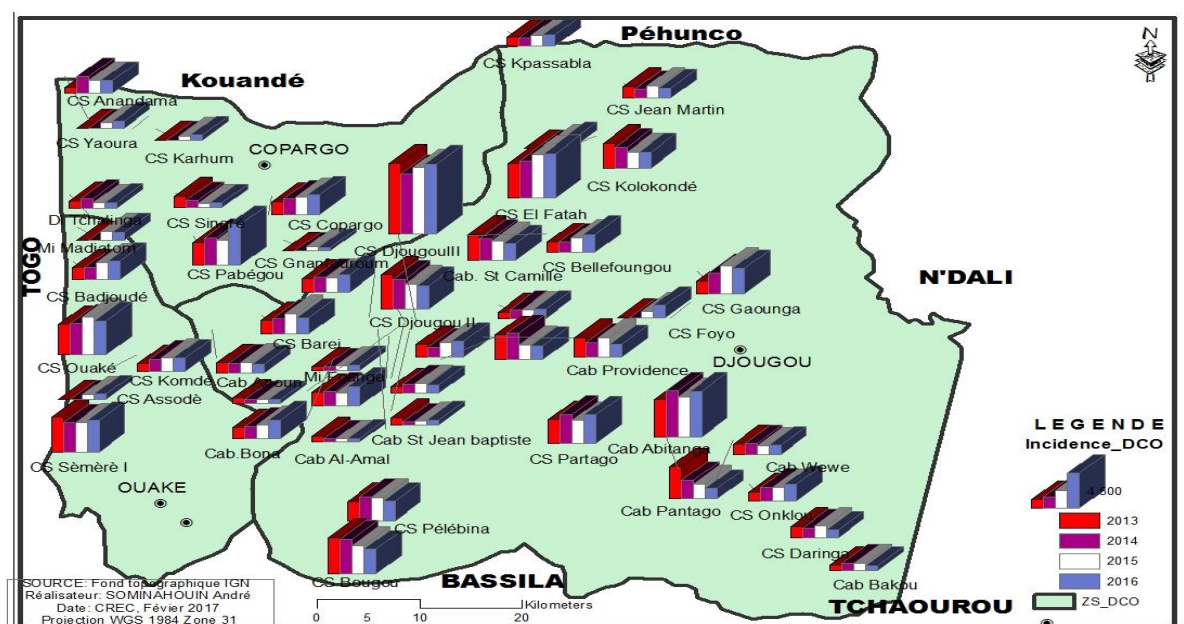 Péhunco
N
CS Kpassabla
Kouandé
CS Anandama
CS Jean Martin
CS Yaoura
CS Karhum
COPARGO
CS Kolokondé
CS El Fatah
CS Singré
CS Copargo
Mi Madiatom
CS Gnanfouroum
CS DjougouIII
CS Pabégou
Cab. St Camille
CS Bellefoungou
TOGO
N'DALI
CS Badjoudé
CS Gaounga
CS Djougou II
CS Foyo
CS Barei
DJOUGOU
CS Ouaké
CS Komdè
Cab Providence
CS Assodè
Cab St Jean baptiste
Cab Abitanga
Cab.Bona
Cab Al-Amal
CS Partago
CS Sèmèrè I
Cab Wewe
OUAKE
Cab Pantago
CS Onklou
CS Pélébina
CS Daringa
CS Bougou
BASSILA
Cab Bakou
TCHAOUROU
LEGENDE
Incidence_DCO
4 500
2013
2014
2015
2016
ZS_DCO
SOURCE: Fond topographique IGN
Réalisateur: SOMINAHOUIN André
Date: CREC, Févier 2017
Projection WGS 1984 Zone 31
Kilometers
0 5 10 20